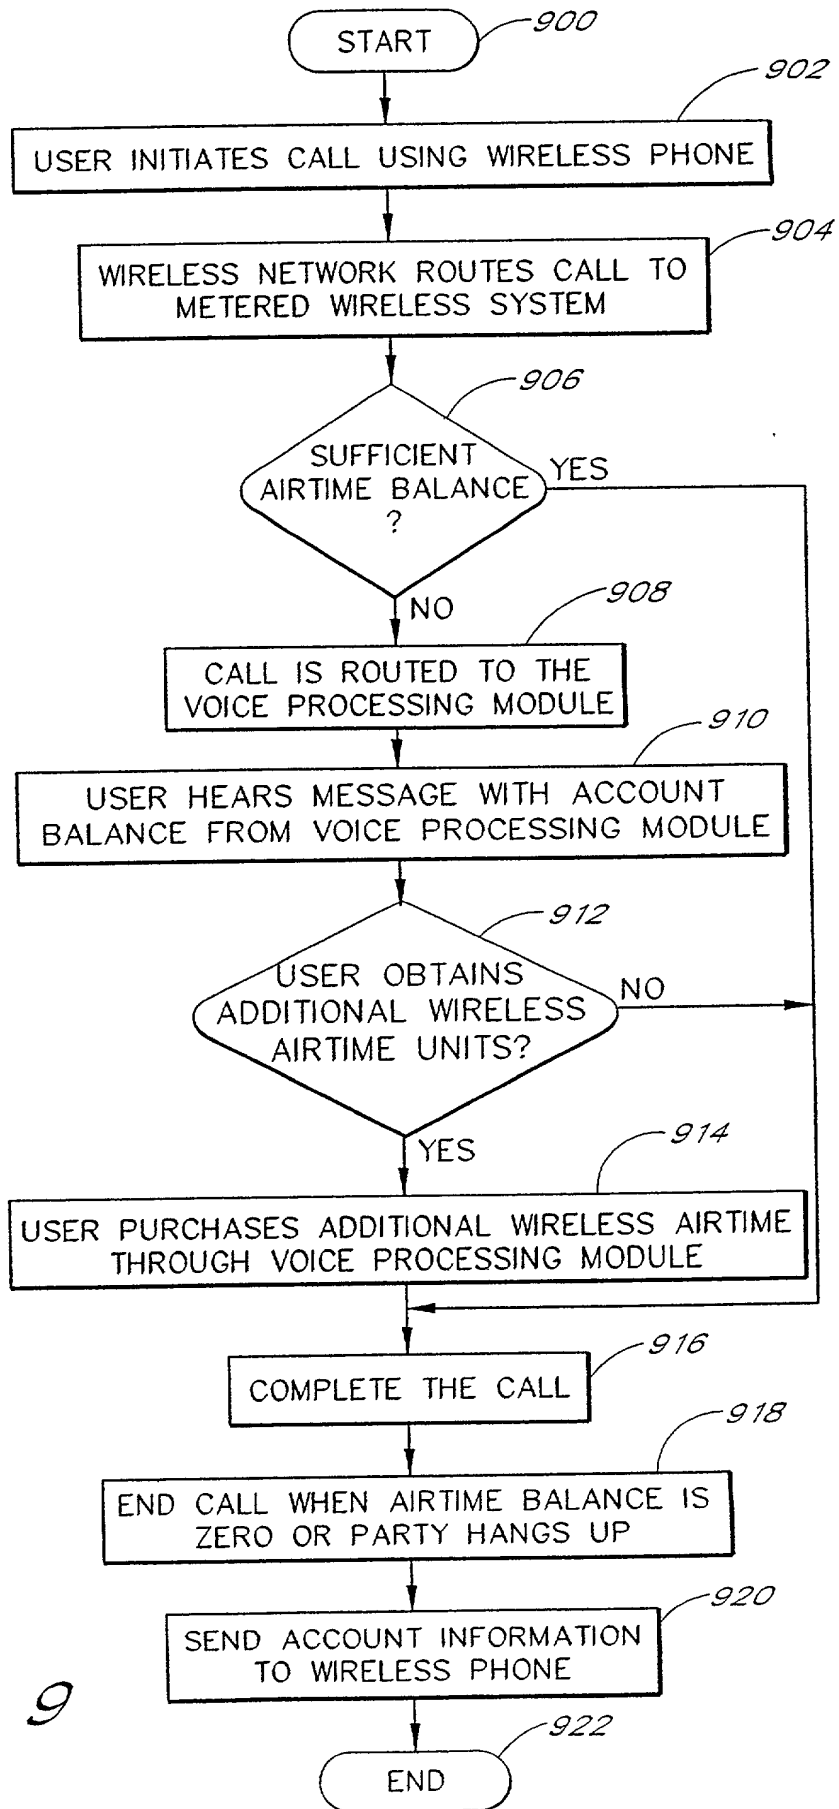 START
900
902
USER INITIATES CALL USING WIRELESS PHONE
904
WIRELESS NETWORK ROUTES CALL TO
METERED WIRELESS SYSTEM
906
SUFFICIENT
AIRTIME BALANCE
?
YES
NO
908
CALL IS ROUTED TO THE
VOICE PROCESSING MODULE
910
USER HEARS MESSAGE WITH ACCOUNT
BALANCE FROM VOICE PROCESSING MODULE
912
USER OBTAINS
ADDITIONAL WIRELESS
AIRTIME UNITS?
NO
YES
914
USER PURCHASES ADDITIONAL WIRELESS AIRTIME
THROUGH VOICE PROCESSING MODULE
916
COMPLETE THE CALL
918
END CALL WHEN AIRTIME BALANCE IS
ZERO OR PARTY HANGS UP
920
SEND ACCOUNT INFORMATION
TO WIRELESS PHONE
9
922
END